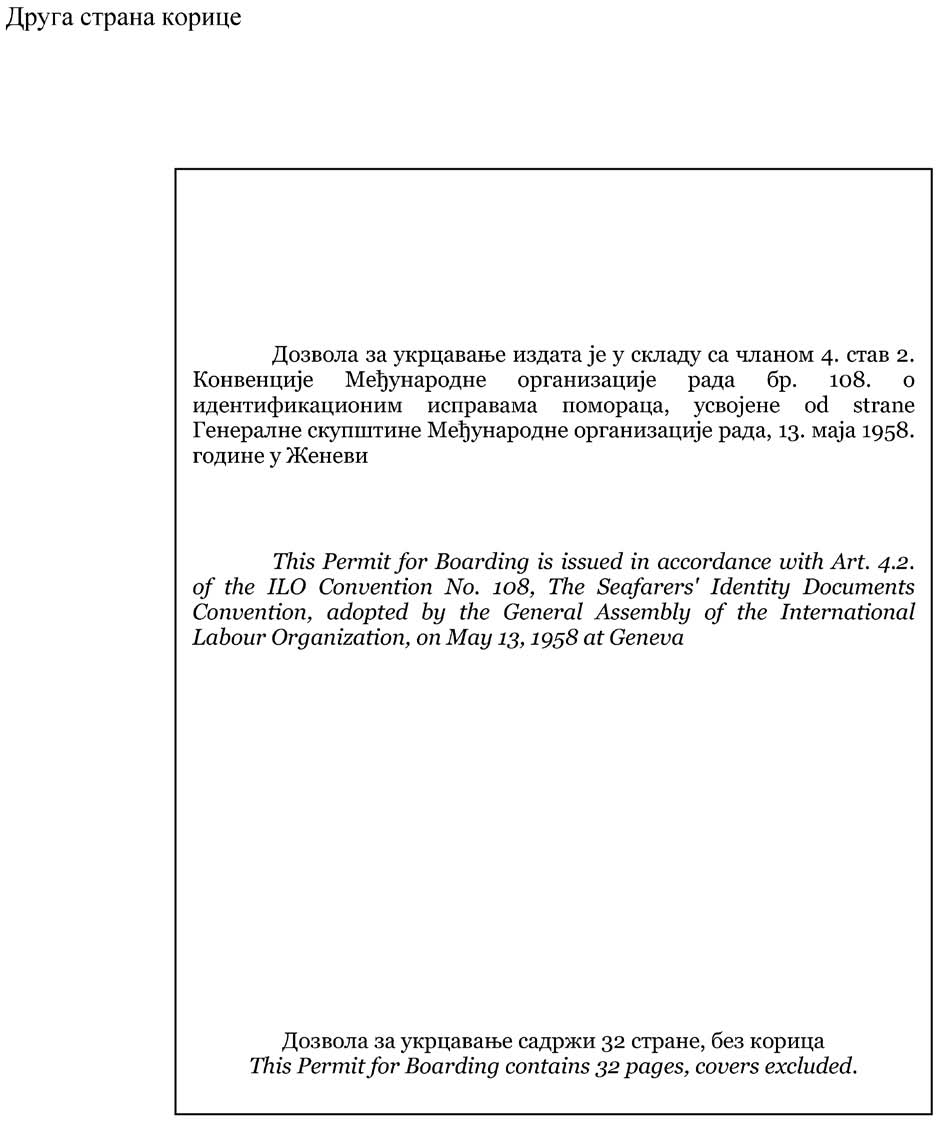 Друга страна корице
Дозвола за укрцавање издата је у складу са чланом 4. став 2.
Конвенције Међународне организације рада бр. 108. о
идентификационим исправама помораца, усвојене od strane
Генералне скупштине Међународне организације рада, 13. маја 1958.
године у Женеви
This Permit for Boarding is issued in accordance with Art. 4.2.
of the ILO Convention No. 108, The Seafarers' Identity Documents
Convention, adopted by the General Assembly of the International
Labour Organization, on May 13, 1958 at Geneva
Дозвола за укрцавање садржи 32 стране, без корица
This Permit for Boarding contains 32 pages, covers excluded.